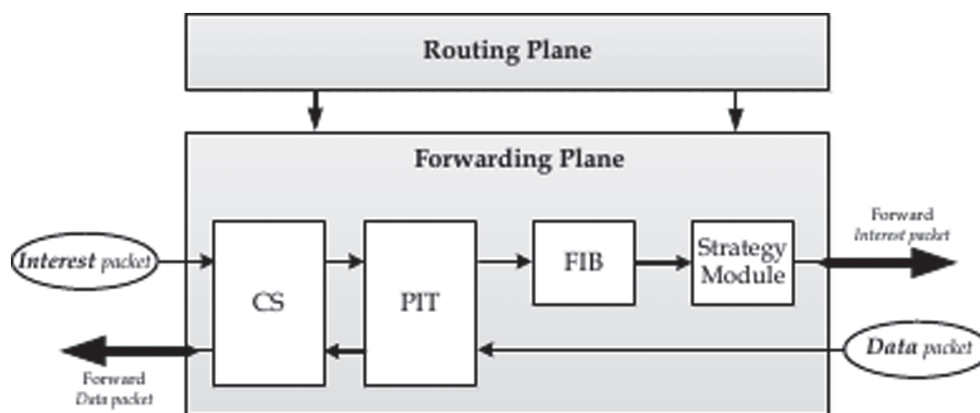 Routing Plane
Forwarding Plane
Forward
Interest packet
Interest packet
CS
PIT
FIB
Strategy
Module
Data packet
Forward
Data packet